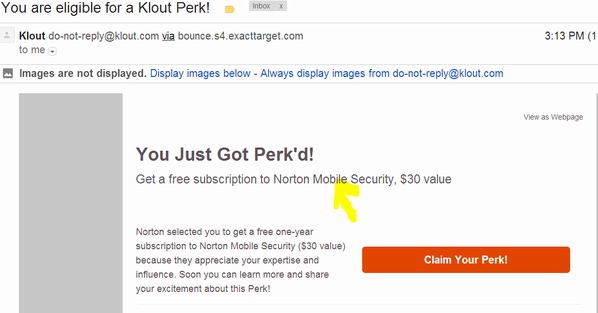 You are eligible for a Klout Perk!
Inbox x
Klout do-not-reply@klout.com via bounce.s4.exacttarget.com 3:13 PM (1
to me
Images are not displayed. Display images below - Always display images from do-not-reply@klout.com
View as Webpage
You Just Got Perk'd!
Get a free subscription to Norton Mobile Security, $30 value
Norton selected you to get a free one-year
subscription to Norton Mobile Security ($30 value)
because they appreciate your expertise and
influence. Soon you can learn more and share
your excitement about this Perk!
Claim Your Perk!